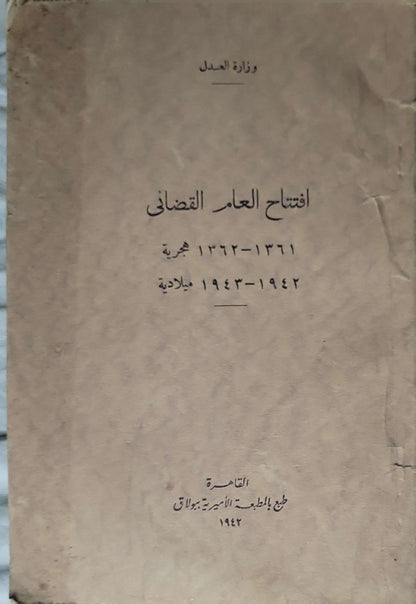 وزارة العدل
افتتاح العام القضائى
١٣٦١-١٣٦٢ هجرية
١٩٤٢-١٩٤٣ ميلادية
القاهرة
طبع بالمطبعة الأميرية ببولاق
١٩٤٢